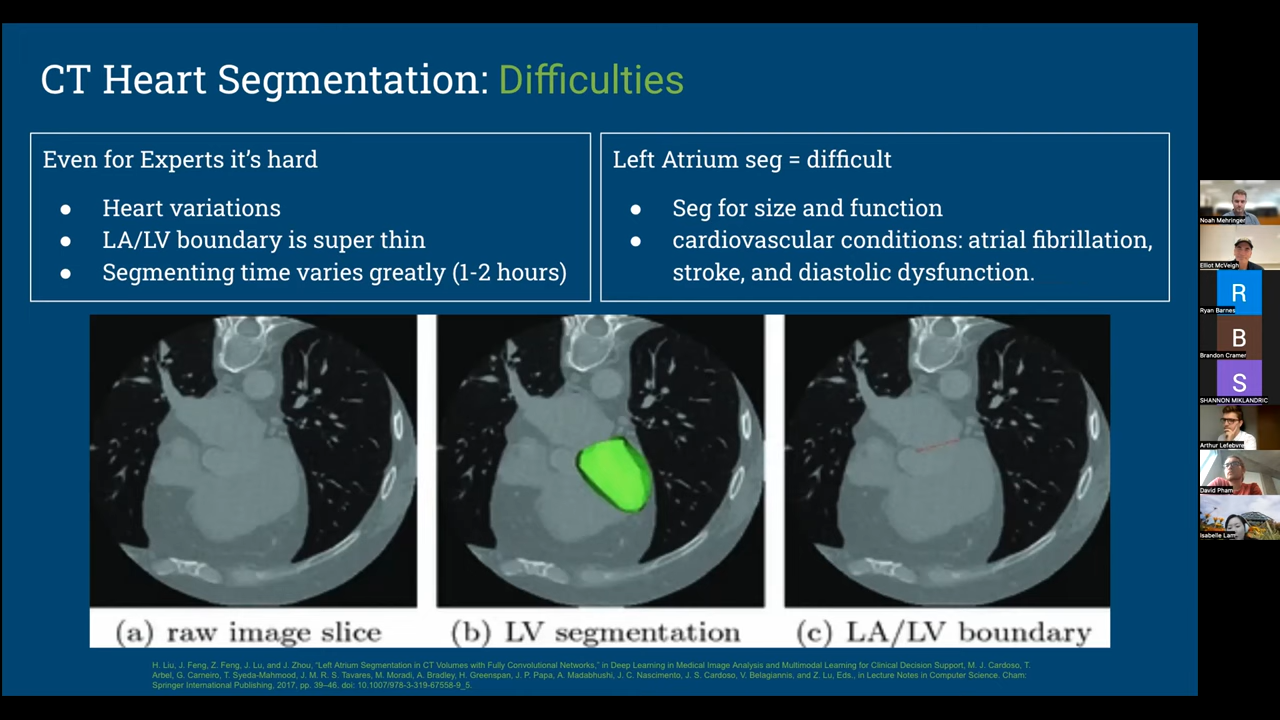 CT Heart Segmentation: Difficulties
Even for Experts it's hard
● Heart variations
● LA/LV boundary is super thin
● Segmenting time varies greatly (1-2 hours)
Left Atrium seg = difficult
● Seg for size and function
● cardiovascular conditions: atrial fibrillation,
stroke, and diastolic dysfunction.
(a) raw image slice
(b) LV segmentation
(c) LA/LV boundary
H. Liu, J. Feng, Z. Feng, J. Lu, and J. Zhou, "Left Atrium Segmentation in CT Volumes with Fully Convolutional Networks," in Deep Learning in Medical Image Analysis and Multimodal Learning for Clinical Decision Support, M. J. Cardoso, T.
Arbel, G. Carneiro, T. Syeda-Mahmood, J. M. R. S. Tavares, M. Moradi, A. Bradley, H. Greenspan, J. P. Papa, A. Madabhushi, J. C. Nascimento, J. S. Cardoso, V. Belagiannis, and Z. Lu, Eds., in Lecture Notes in Computer Science. Cham:
Springer International Publishing, 2017, pp. 39–46. doi: 10.1007/978-3-319-67558-9_5.
Noah Mehringer
Elliot McVeigh
R
Ryan Barnes
B
Brandon Cramer
S
SHANNON MIKLANDRIC
Arthur Lefebvre
David Pham
Isabelle Lam